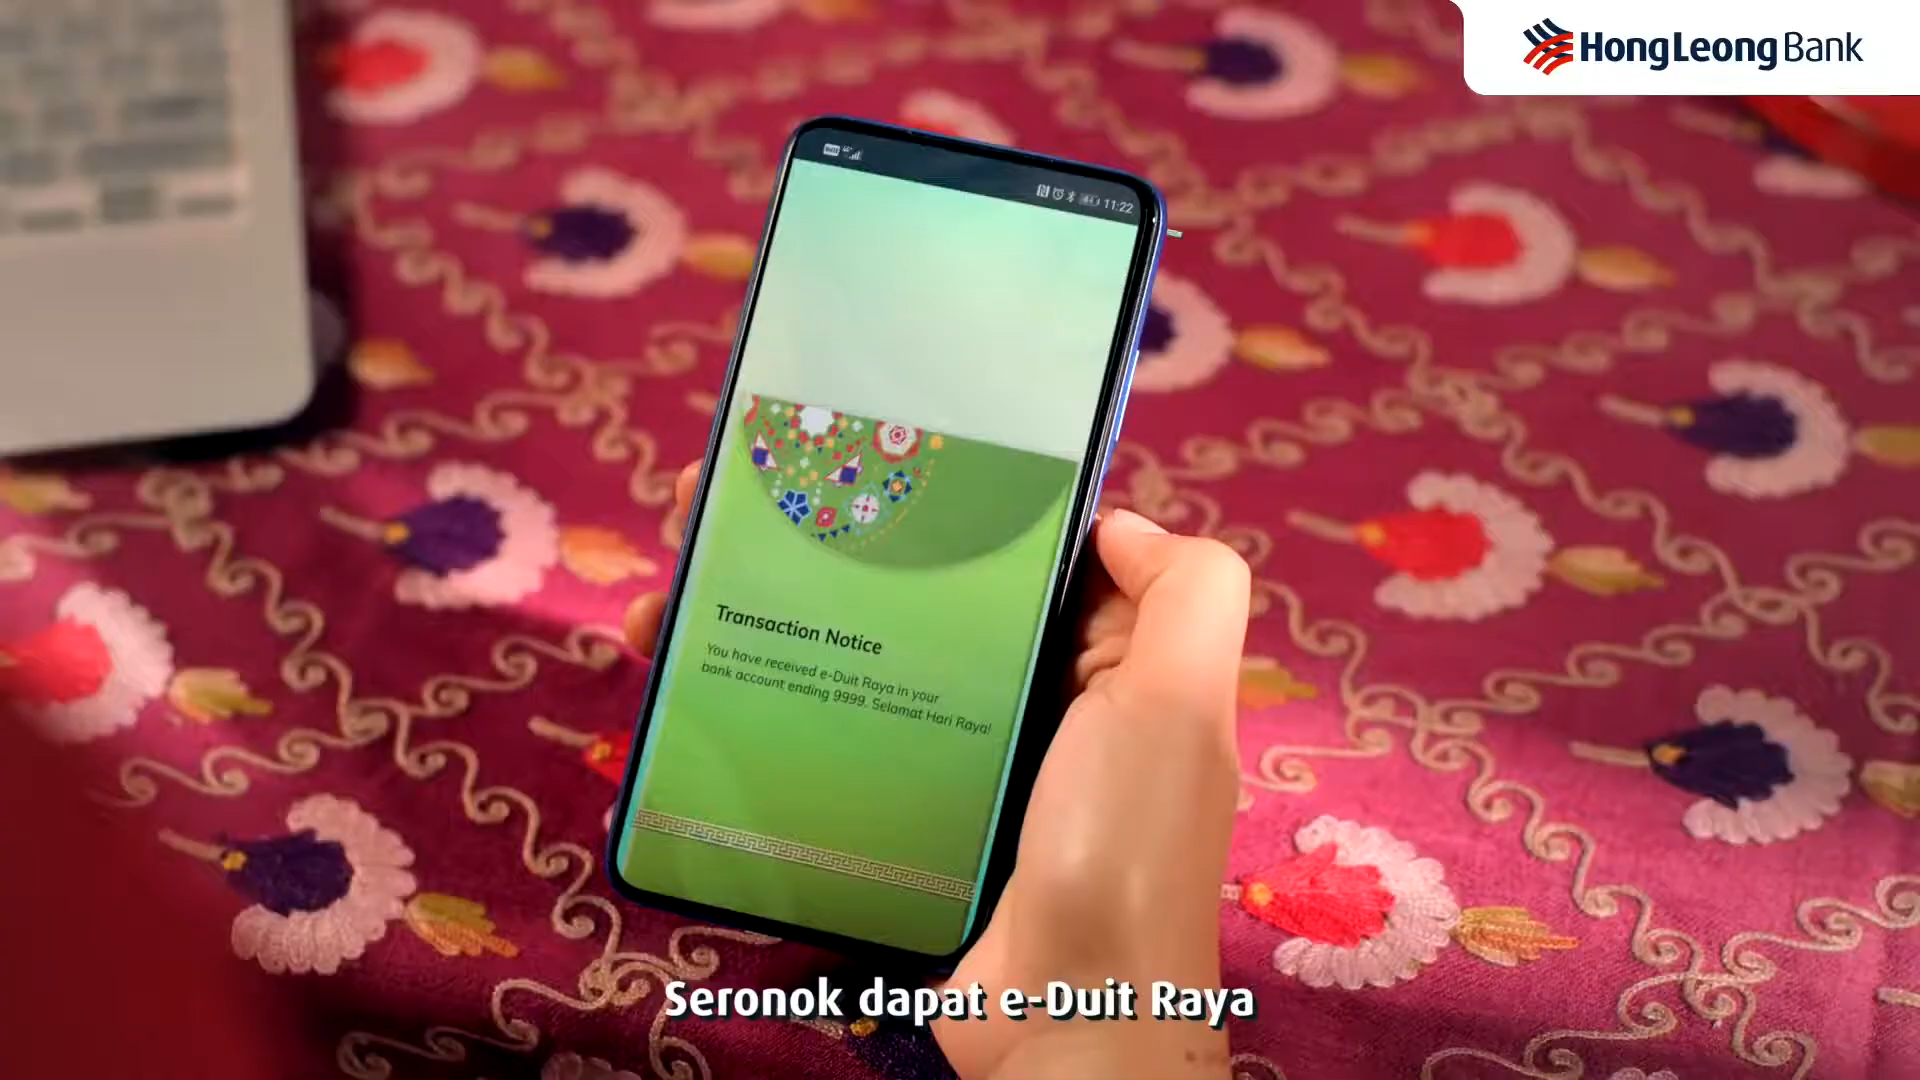 HongLeong Bank
11:22
Transaction Notice
You have received e-Duit Raya in your
bank account ending 9999. Selamat Hari Raya!
Seronok dapat e-Duit Raya